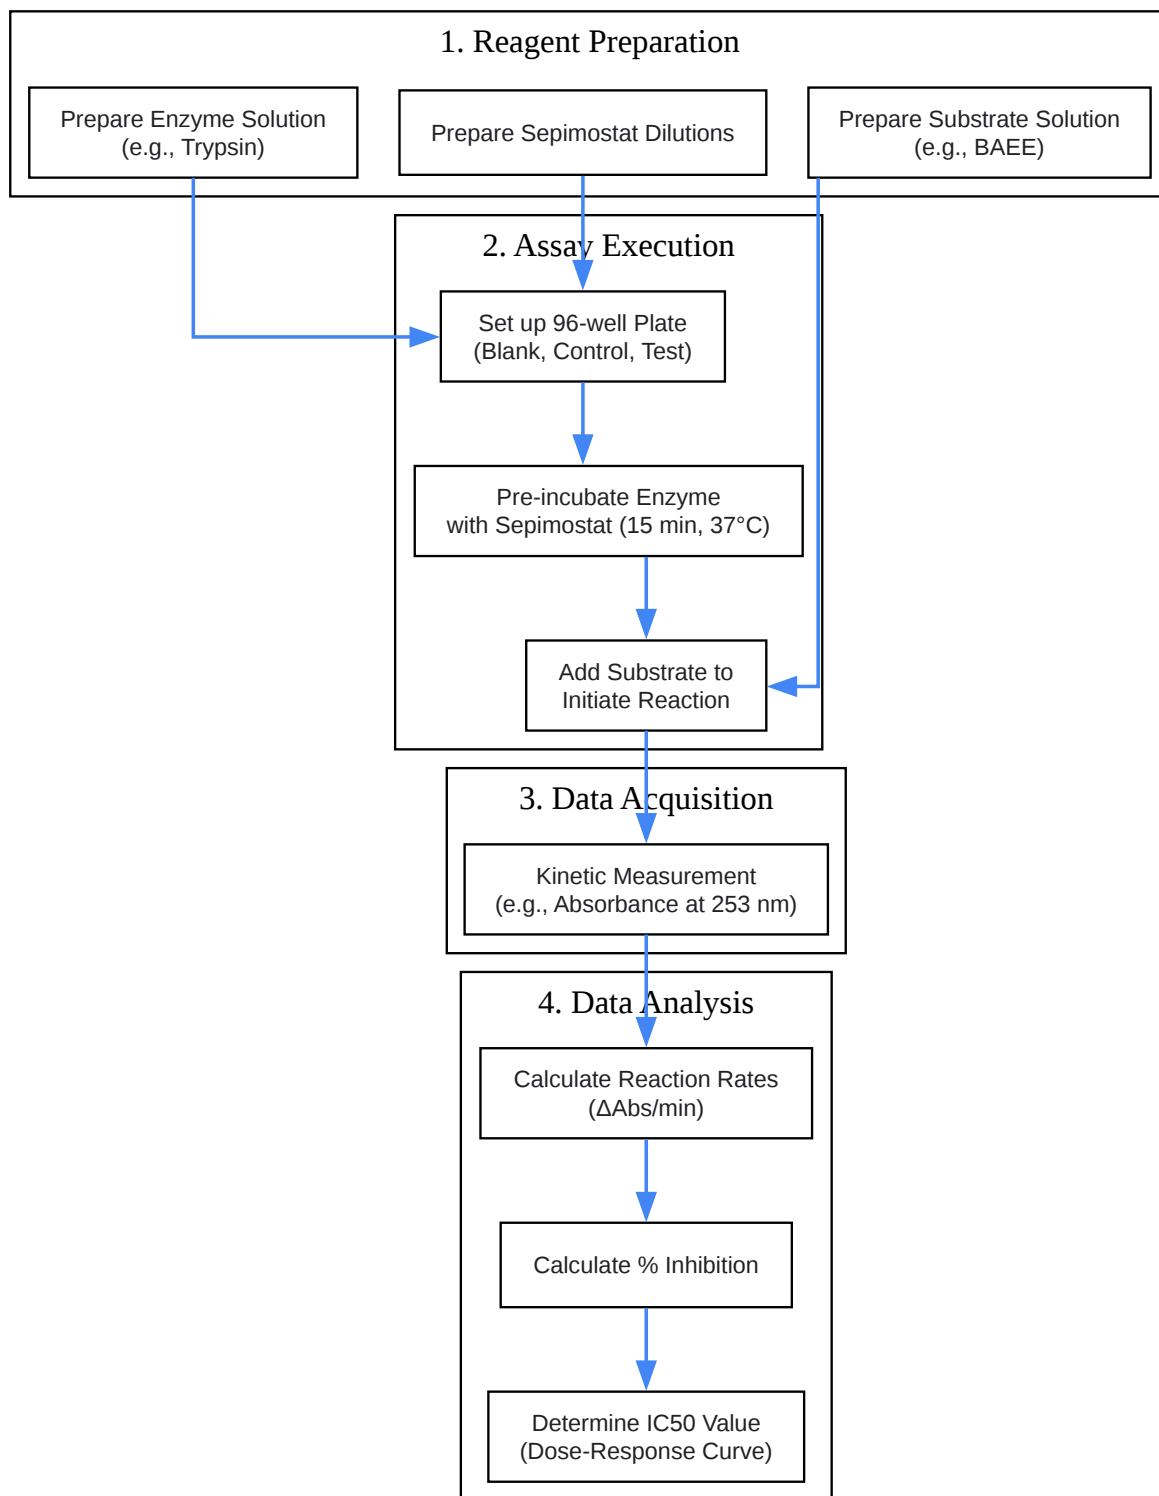 1. Reagent Preparation
Prepare Enzyme Solution
(e.g., Trypsin)
Prepare Sepimostat Dilutions
Prepare Substrate Solution
(e.g., BAEE)
2. Assay Execution
Set up 96-well Plate
(Blank, Control, Test)
Pre-incubate Enzyme
with Sepimostat (15 min, 37°C)
Add Substrate to
Initiate Reaction
3. Data Acquisition
Kinetic Measurement
(e.g., Absorbance at 253 nm)
4. Data Analysis
Calculate Reaction Rates
(ΔAbs/min)
Calculate % Inhibition
Determine IC50 Value
(Dose-Response Curve)